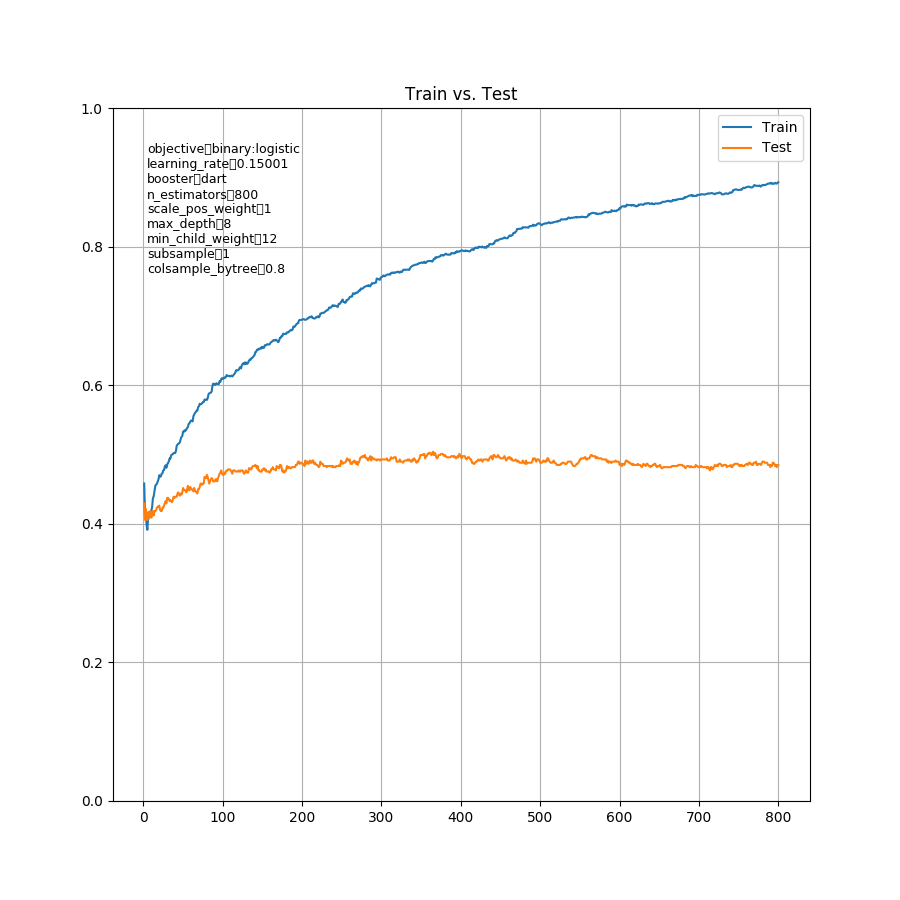 Train vs. Test
1.0
0.8
0.6
0.4
0.2
0.0
objective▯binary:logistic
learning_rate▯0.15001
booster▯dart
n_estimators▯800
scale_pos_weight▯1
max_depth▯8
min_child_weight▯12
subsample▯1
colsample_bytree▯0.8
Train
Test
0 100 200 300 400 500 600 700 800